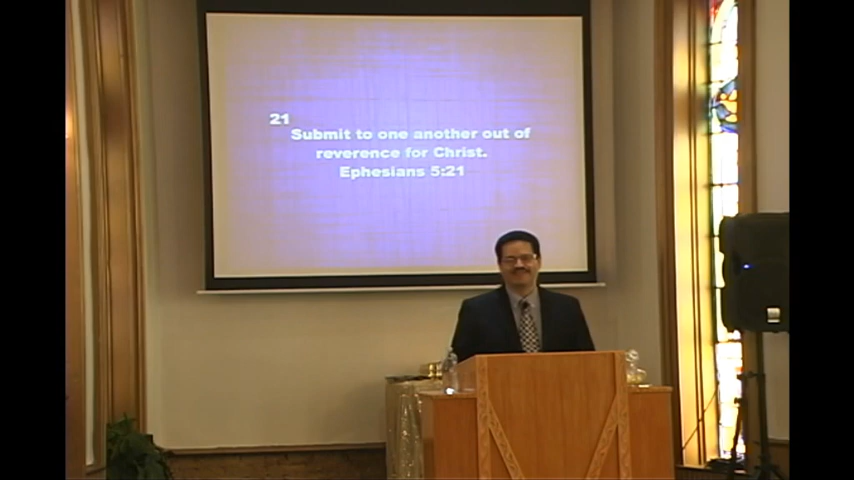 21
Submit to one another out of
reverence for Christ.
Ephesians 5:21